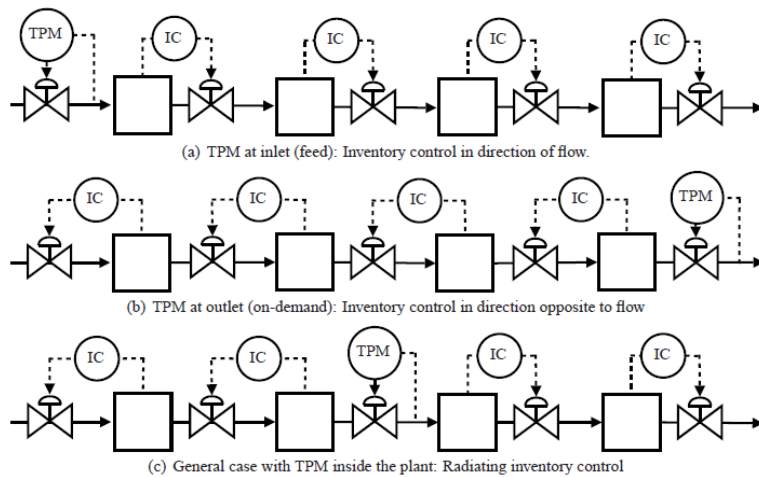 TPM IC IC IC IC
(a) TPM at inlet (feed): Inventory control in direction of flow.
IC IC IC IC TPM
(b) TPM at outlet (on-demand): Inventory control in direction opposite to flow
IC IC TPM IC IC
(c) General case with TPM inside the plant: Radiating inventory control